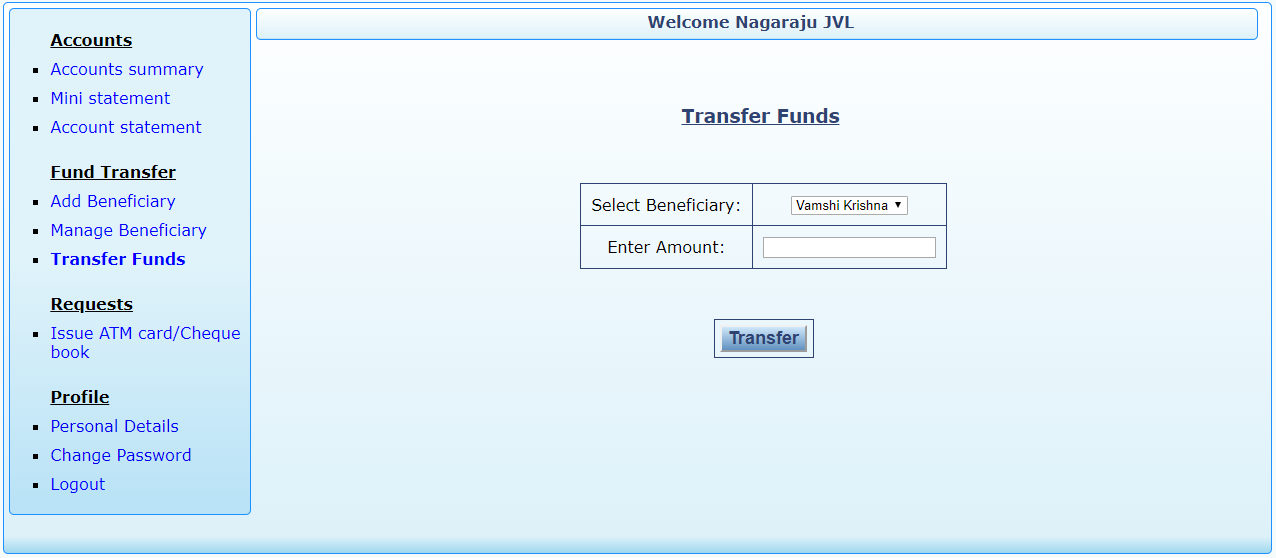 Welcome Nagaraju JVL
Accounts
Accounts summary
Mini statement
Account statement
Fund Transfer
Add Beneficiary
Manage Beneficiary
Transfer Funds
Requests
Issue ATM card/Cheque
book
Profile
Personal Details
Change Password
Logout
Transfer Funds
Select Beneficiary: Vamshi Krishna
Enter Amount:
Transfer